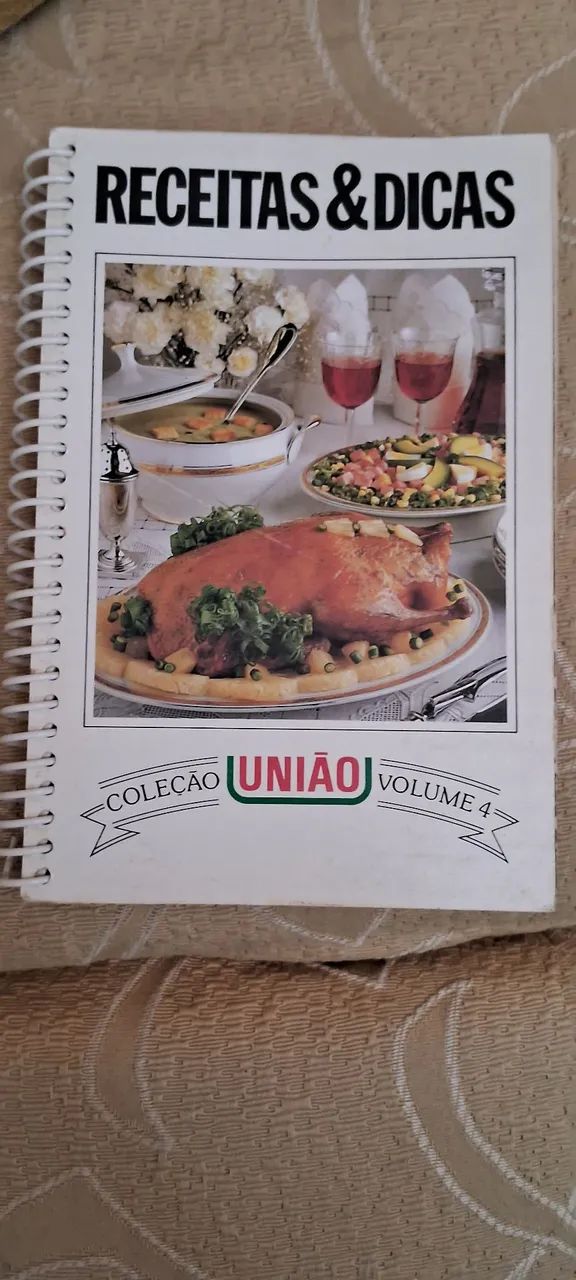 RECEITAS & DICAS
COLEÇÃO UNIÃO VOLUME 4